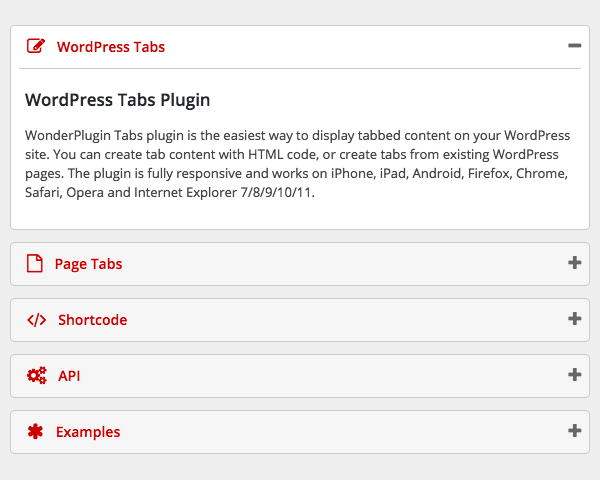 WordPress Tabs
WordPress Tabs Plugin
WonderPlugin Tabs plugin is the easiest way to display tabbed content on your WordPress
site. You can create tab content with HTML code, or create tabs from existing WordPress
pages. The plugin is fully responsive and works on iPhone, iPad, Android, Firefox, Chrome,
Safari, Opera and Internet Explorer 7/8/9/10/11.
Page Tabs
Shortcode
API
Examples